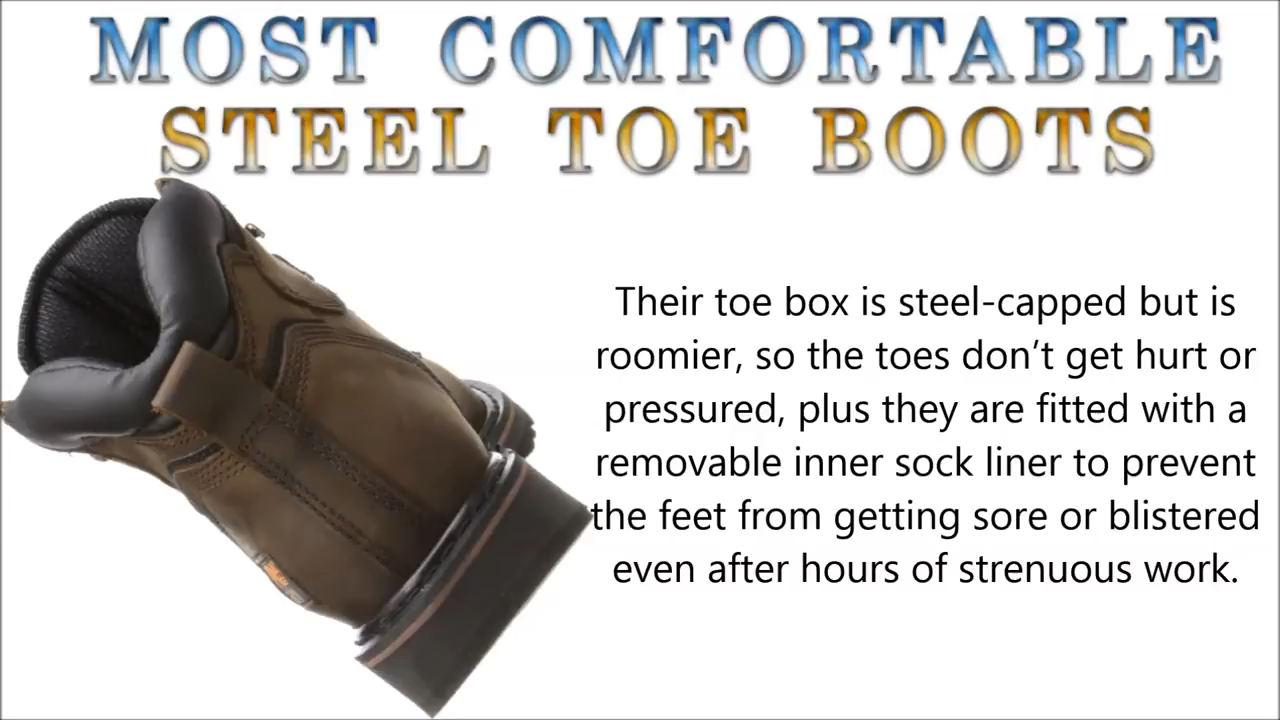 MOST COMFORTABLE
STEEL TOE BOOTS
Their toe box is steel-capped but is
roomier, so the toes don’t get hurt or
pressured, plus they are fitted with a
removable inner sock liner to prevent
the feet from getting sore or blistered
even after hours of strenuous work.